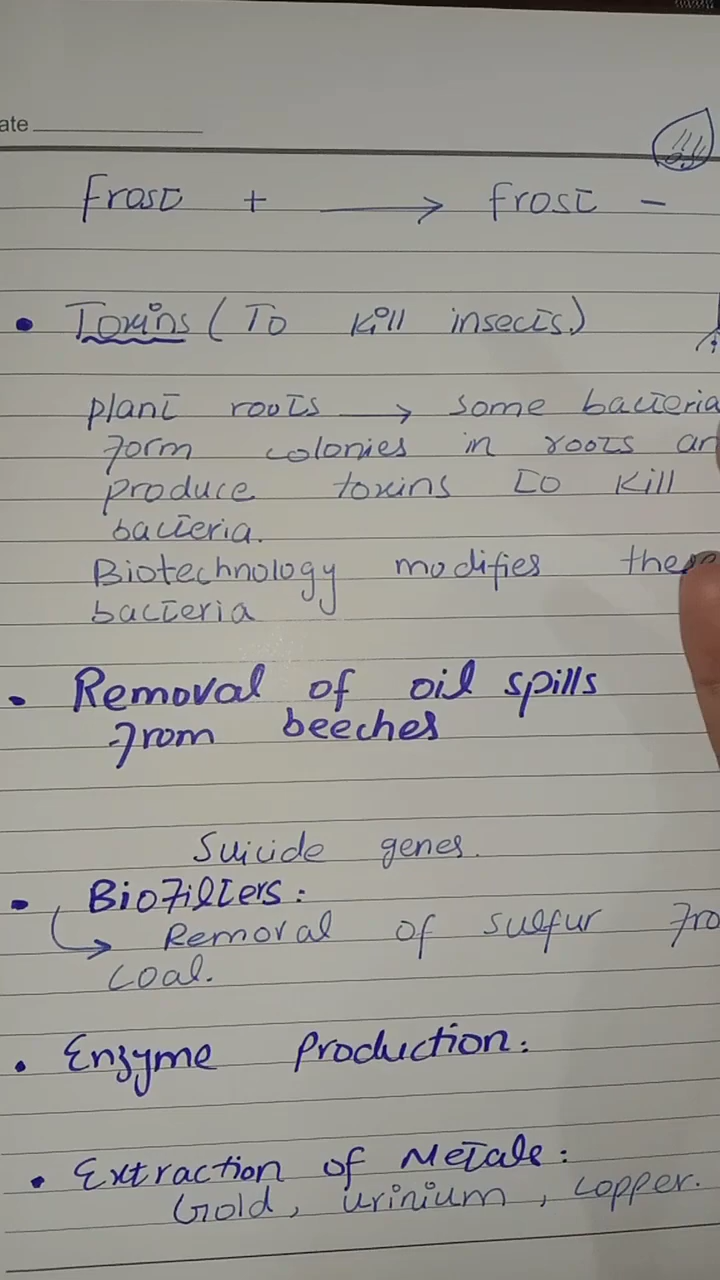 ate
Frost + → frost -
• Toxins (To Kill insects)
plant roots → some bacteria
form colonies in roots an
produce toxins to kill
bacteria.
Biotechnology modifies these
bacteria
• Removal of oil spills
from beeches
Suicide genes.
• BioFilters:
→ Removal of sulfur fro
coal.
• Enzyme Production:
• Extraction of Metals:
Gold, urinium, copper.